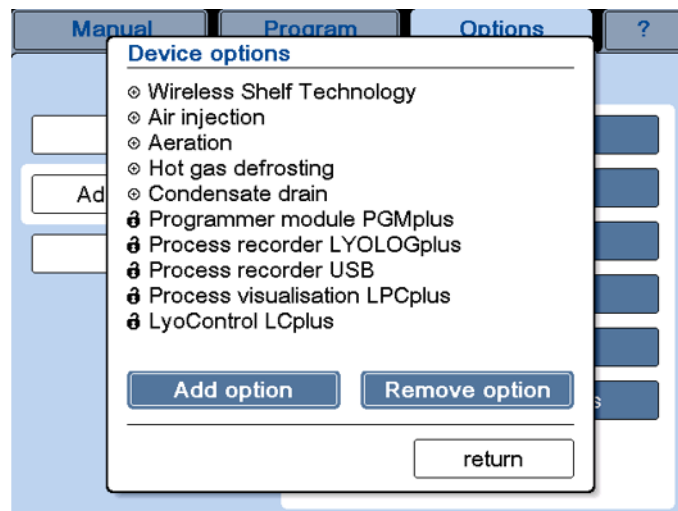 Manual Program Options ?
Device options
Wireless Shelf Technology
Air injection
Aeration
Hot gas defrosting
Condensate drain
Programmer module PGMplus
Process recorder LYOLOGplus
Process recorder USB
Process visualisation LPCplus
LyoControl LCplus
Ad
Add option Remove option
s
return